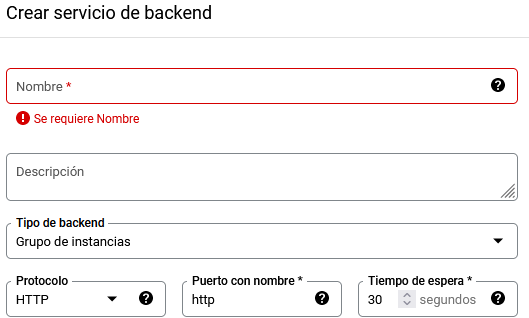 Crear servicio de backend
Nombre *
Se requiere Nombre
Descripción
Tipo de backend
Grupo de instancias
Protocolo Puerto con nombre * Tiempo de espera *
HTTP http 30 segundos